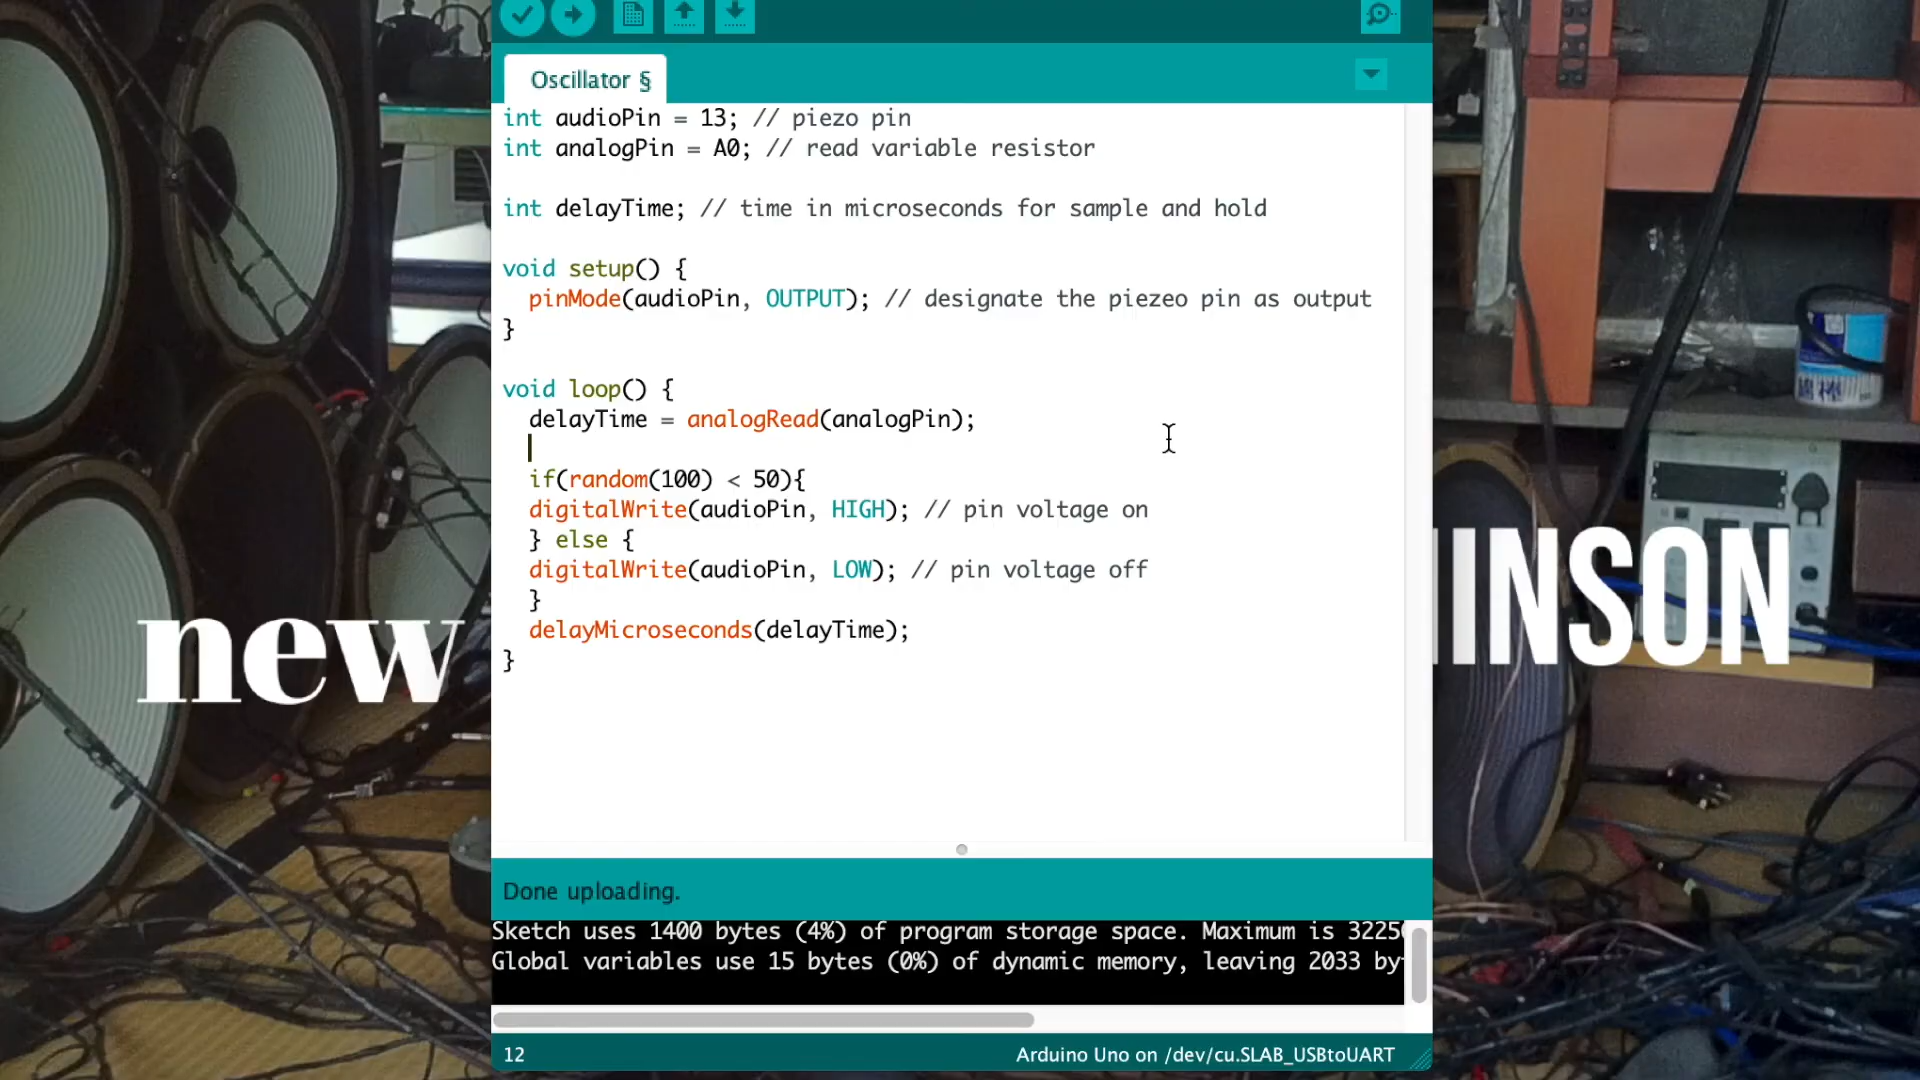 Oscillator §
int audioPin = 13; // piezo pin
int analogPin = A0; // read variable resistor
int delayTime; // time in microseconds for sample and hold
void setup() {
pinMode(audioPin, OUTPUT); // designate the piezeo pin as output
}
void loop() {
delayTime = analogRead(analogPin);
if(random(100) < 50){
digitalWrite(audioPin, HIGH); // pin voltage on
} else {
digitalWrite(audioPin, LOW); // pin voltage off
}
delayMicroseconds(delayTime);
}
new
INSON
Done uploading.
Sketch uses 1400 bytes (4%) of program storage space. Maximum is 3225
Global variables use 15 bytes (0%) of dynamic memory, leaving 2033 by
12
Arduino Uno on /dev/cu.SLAB_USBtoUART